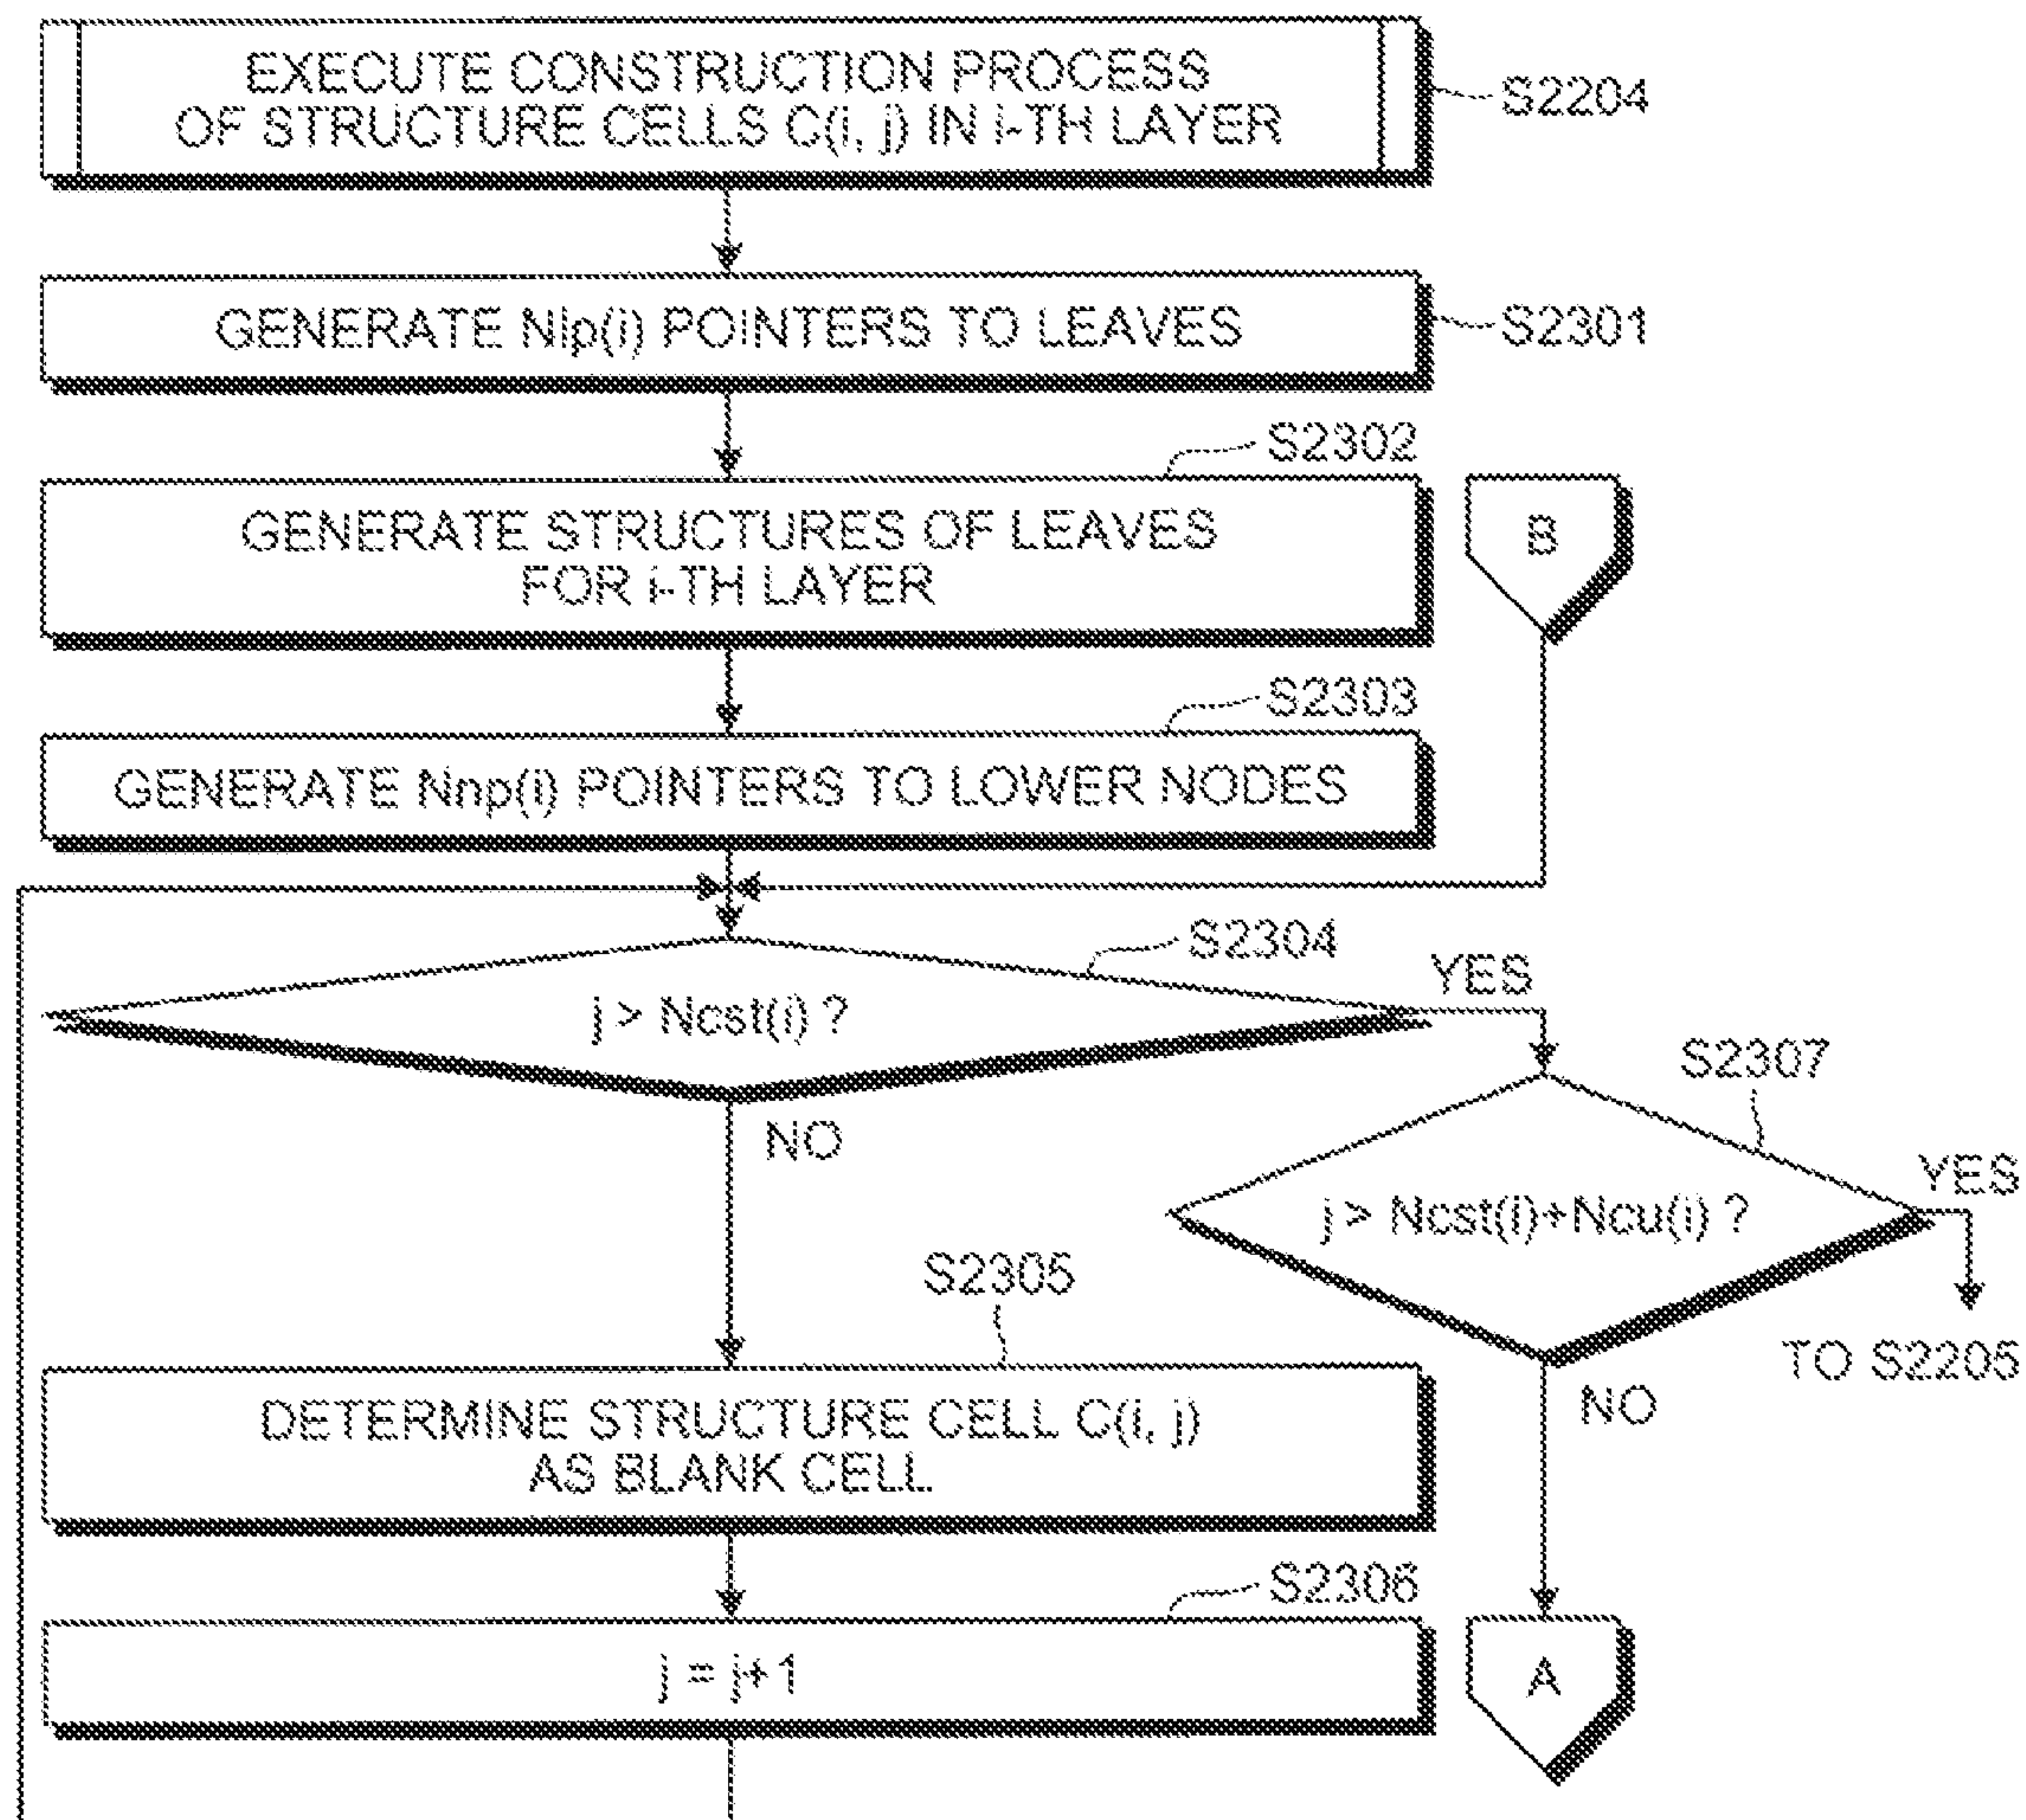 EXECUTE CONSTRUCTION PROCESS
OF STRUCTURE CELLS C(i, j) IN i-TH LAYER
S2204
GENERATE Nlp(i) POINTERS TO LEAVES
S2301
S2302
GENERATE STRUCTURES OF LEAVES
FOR i-TH LAYER
B
S2303
GENERATE Nnp(i) POINTERS TO LOWER NODES
S2304
YES
j > Ncst(i) ?
S2307
NO
YES
j > Ncst(i)+Ncu(i) ?
S2305
TO S2205
NO
DETERMINE STRUCTURE CELL C(i, j)
AS BLANK CELL
S2306
j = j+1
A